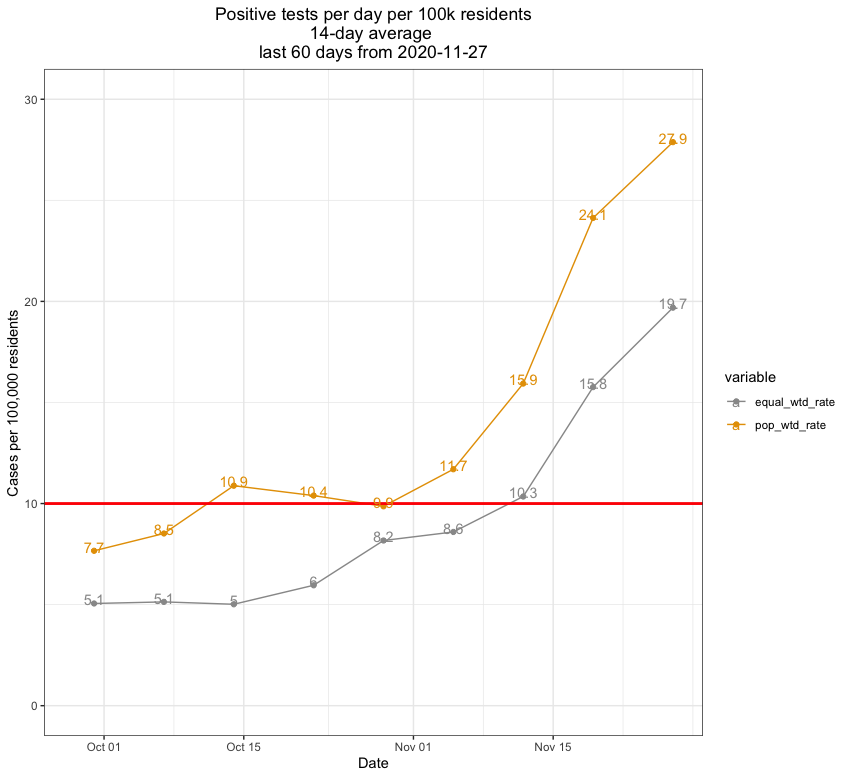 Positive tests per day per 100k residents
14-day average
last 60 days from 2020-11-27
Cases per 100,000 residents
30
20
10
0
27.9
24.1
19.7
15.9
15.8
11.7
10.9
10.4
10.3
9.9
8.5
8.6
8.2
7.7
6
5.1
5.1
5
Oct 01
Oct 15
Nov 01
Nov 15
Date
variable
a equal_wtd_rate
a pop_wtd_rate